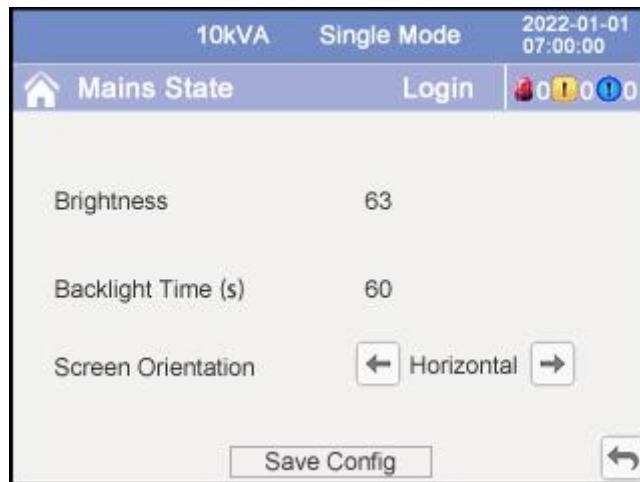 10kVA Single Mode 2022-01-01
07:00:00
Mains State Login 0 ! 0 ! 0
Brightness 63
Backlight Time (s) 60
Screen Orientation Horizontal
Save Config